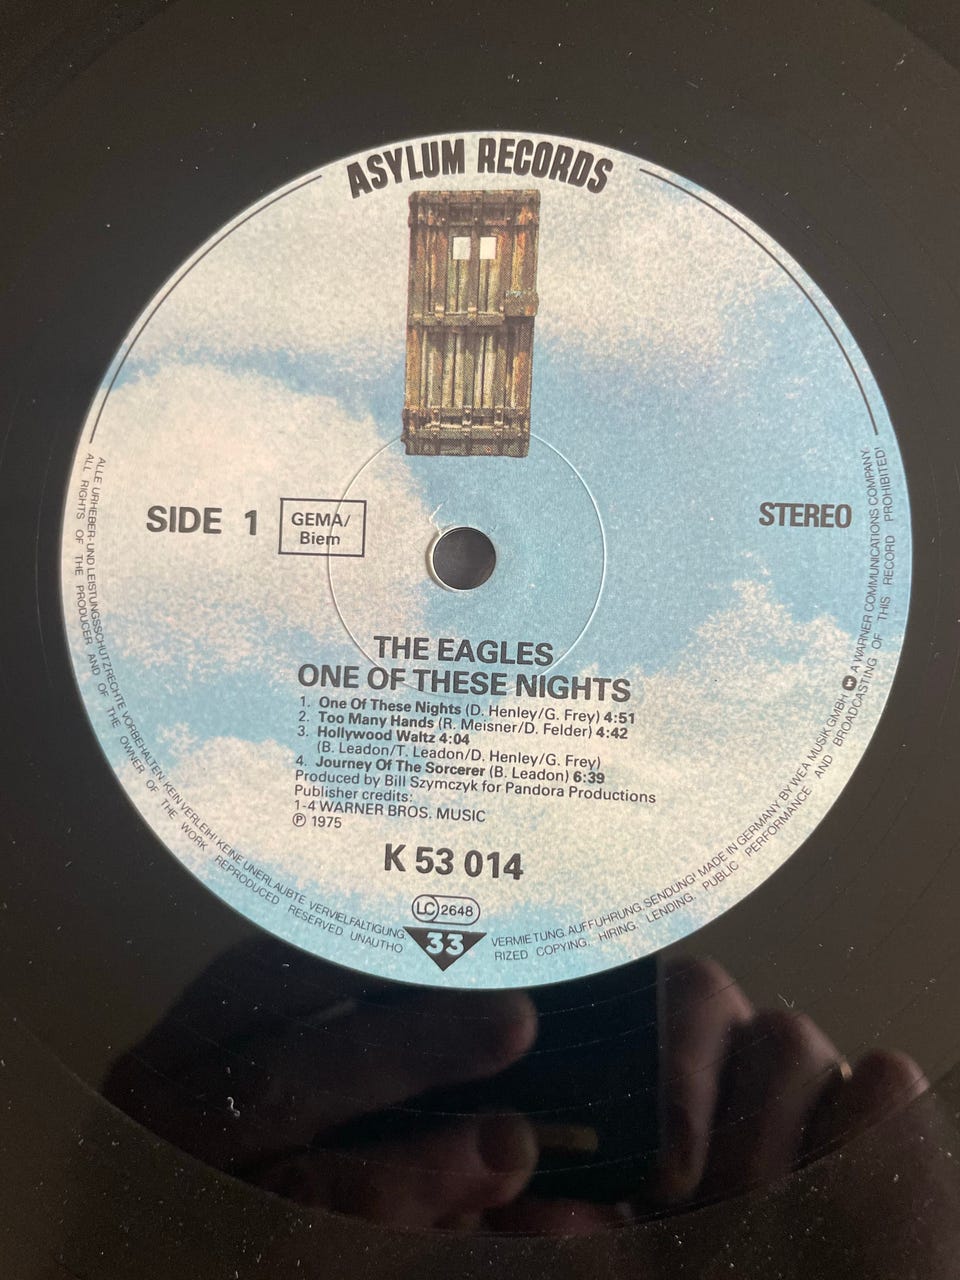 ASYLUM RECORDS
SIDE 1
GEMA/
Biem
STEREO
THE EAGLES
ONE OF THESE NIGHTS
1. One Of These Nights (D. Henley/G. Frey) 4:51
2. Too Many Hands (R. Meisner/D. Felder) 4:42
3. Hollywood Waltz 4:04
(B. Leadon/T. Leadon/D. Henley/G. Frey)
4. Journey Of The Sorcerer (B. Leadon) 6:39
Produced by Bill Szymczyk for Pandora Productions
Publisher credits:
1-4 WARNER BROS. MUSIC
℗ 1975
K 53 014
LC 2648
33
ALLE URHEBER- UND LEISTUNGSSCHUTZRECHTE VORBEHALTEN. KEIN VERLEIH! KEINE UNERLAUBTE VERVIELFÄLTIGUNG, VERMIETUNG, AUFFÜHRUNG, SENDUNG! MADE IN GERMANY BY WEA MUSIK GMBH A WARNER COMMUNICATIONS COMPANY.
ALL RIGHTS OF THE PRODUCER AND OF THE OWNER OF THE WORK REPRODUCED RESERVED UNAUTHORIZED COPYING, HIRING, LENDING, PUBLIC PERFORMANCE AND BROADCASTING OF THIS RECORD PROHIBITED!